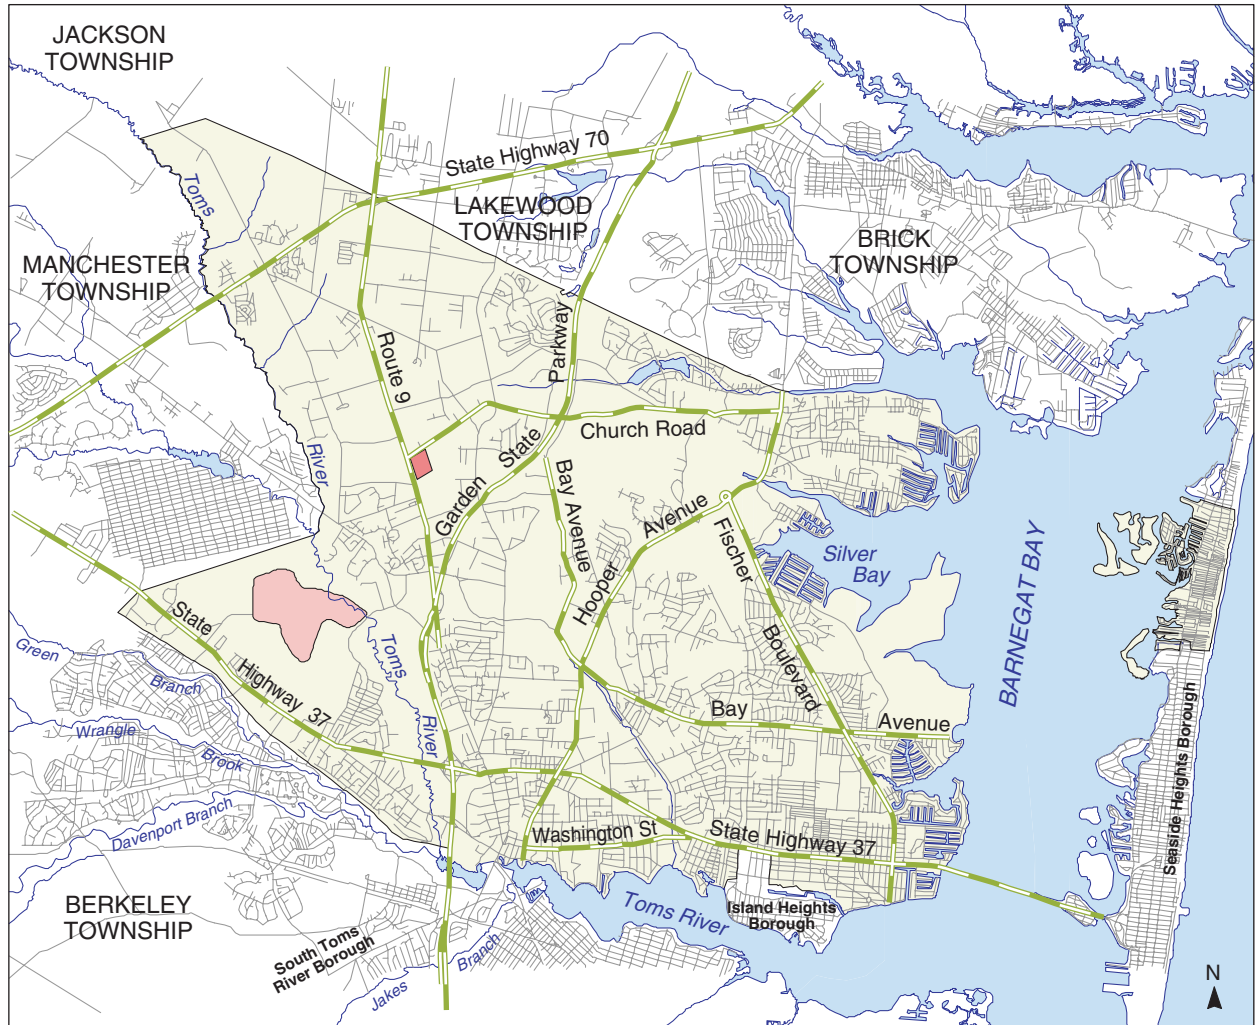 JACKSON
TOWNSHIP
State Highway 70
Toms
LAKEWOOD
TOWNSHIP
BRICK
TOWNSHIP
MANCHESTER
TOWNSHIP
Parkway
Route 9
Church Road
State
River
Garden
Bay Avenue
Avenue
Fischer
Silver
Bay
BARNEGAT BAY
Hooper
State
Toms
Boulevard
Green
Branch
Highway 37
Bay
Avenue
River
Wrangle
Brook
Seaside Heights Borough
Davenport Branch
Washington St
State Highway 37
BERKELEY
TOWNSHIP
Toms River
Island Heights
Borough
South Toms
River Borough
Jakes
Branch
N